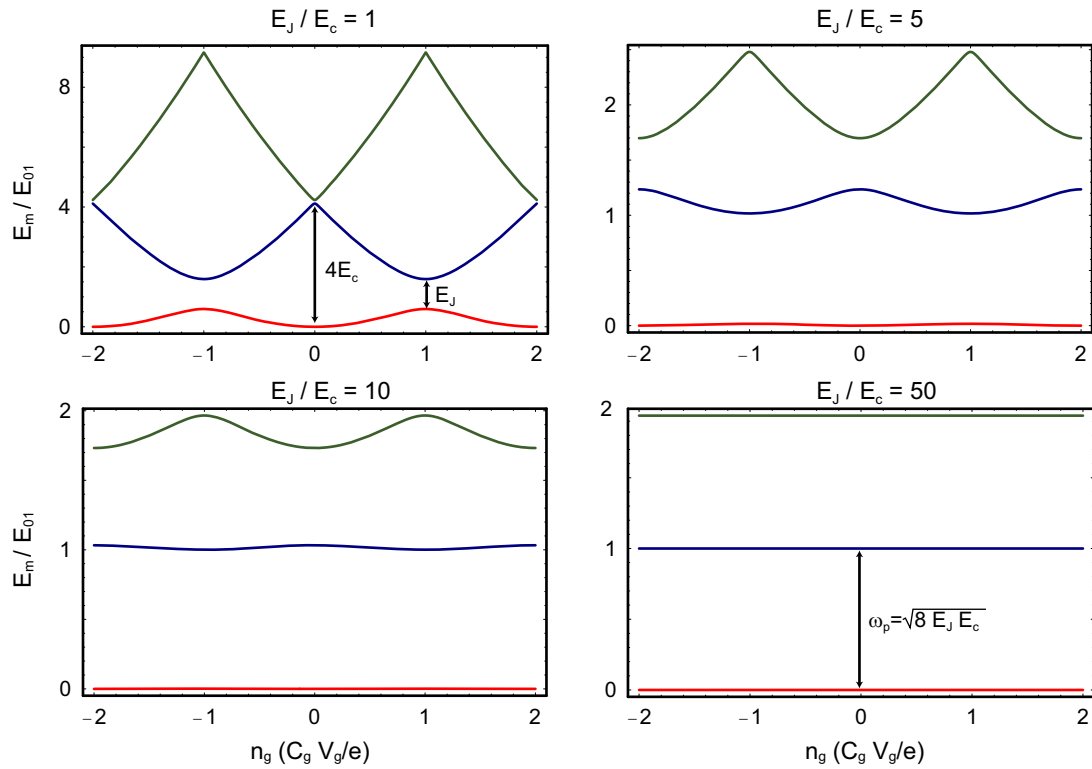 E_J / E_c = 1
E_J / E_c = 5
8
4
0
E_m / E_01
4E_c
E_J
−2 −1 0 1 2
2
1
0
−2 −1 0 1 2
E_J / E_c = 10
E_J / E_c = 50
2
1
0
E_m / E_01
−2 −1 0 1 2
n_g (C_g V_g/e)
2
1
0
ω_p=√8 E_J E_c
−2 −1 0 1 2
n_g (C_g V_g/e)